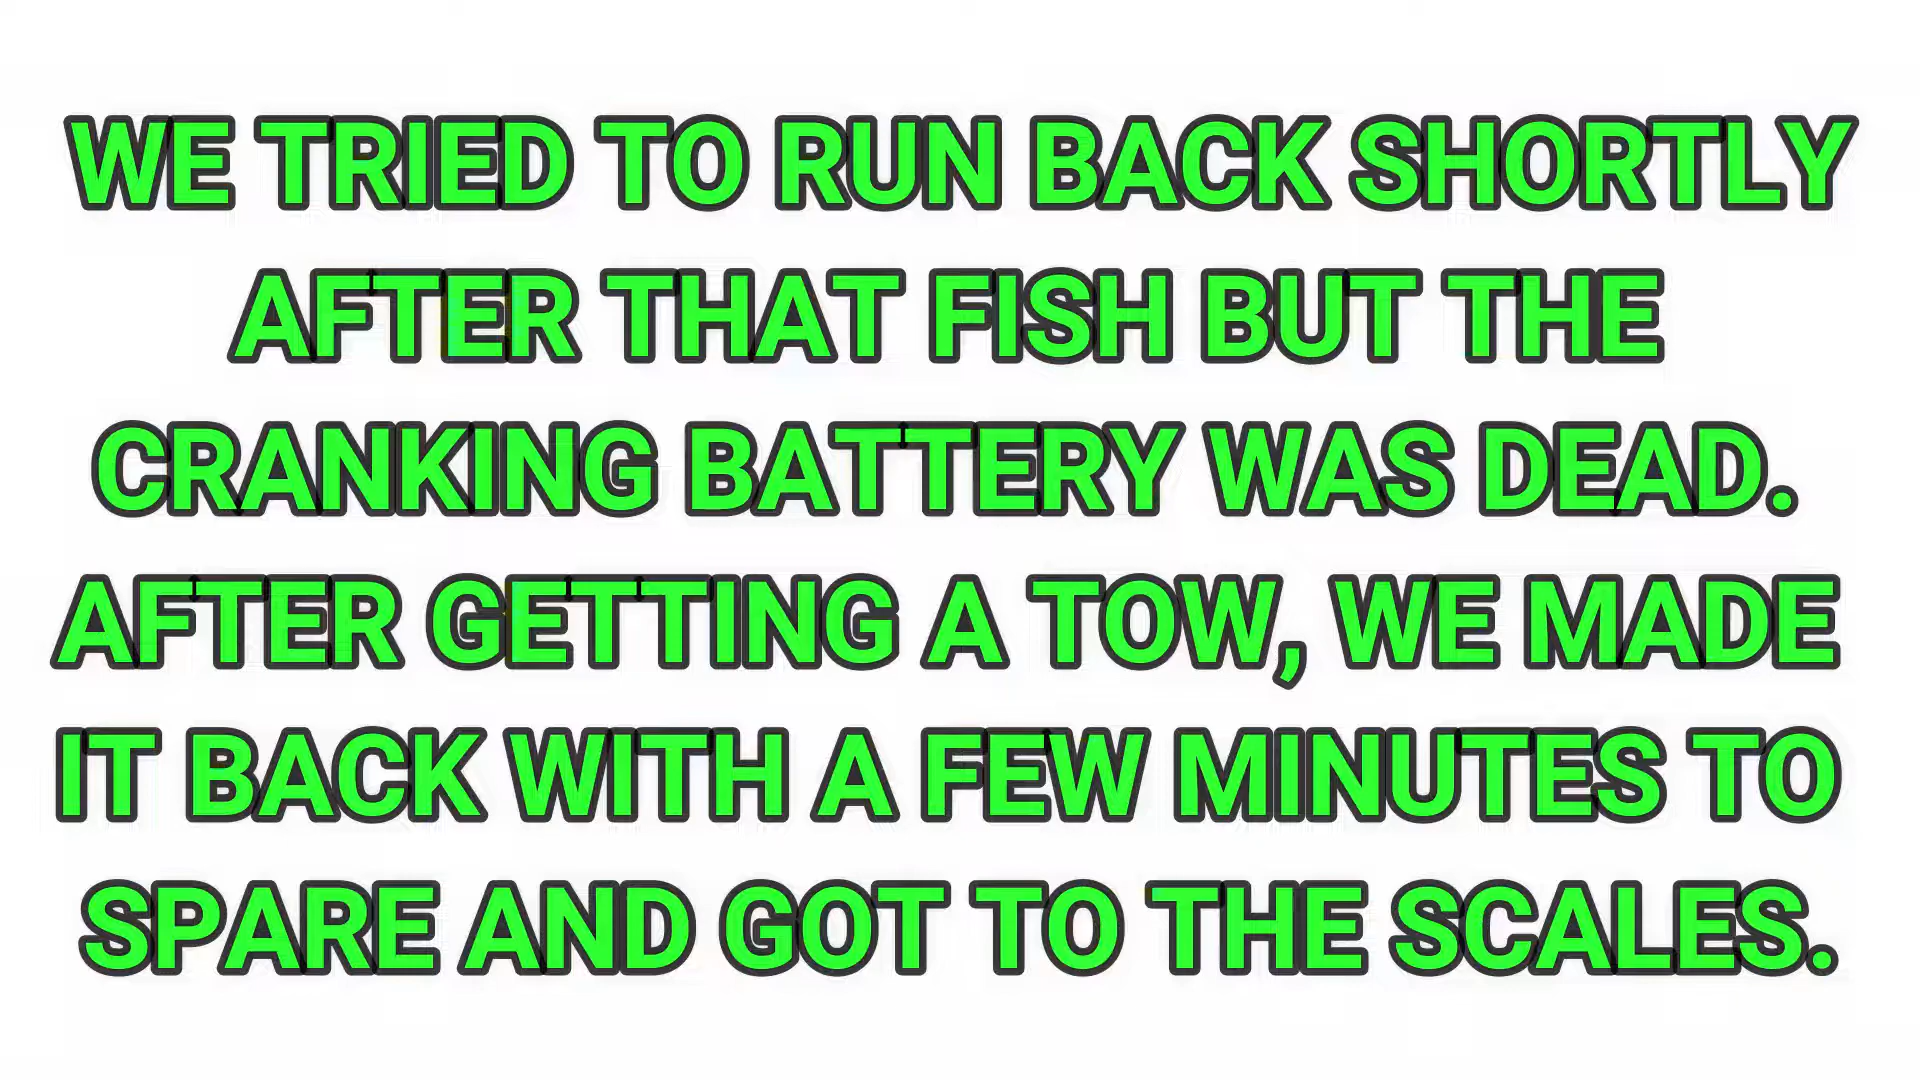 WE TRIED TO RUN BACK SHORTLY
AFTER THAT FISH BUT THE
CRANKING BATTERY WAS DEAD.
AFTER GETTING A TOW, WE MADE
IT BACK WITH A FEW MINUTES TO
SPARE AND GOT TO THE SCALES.